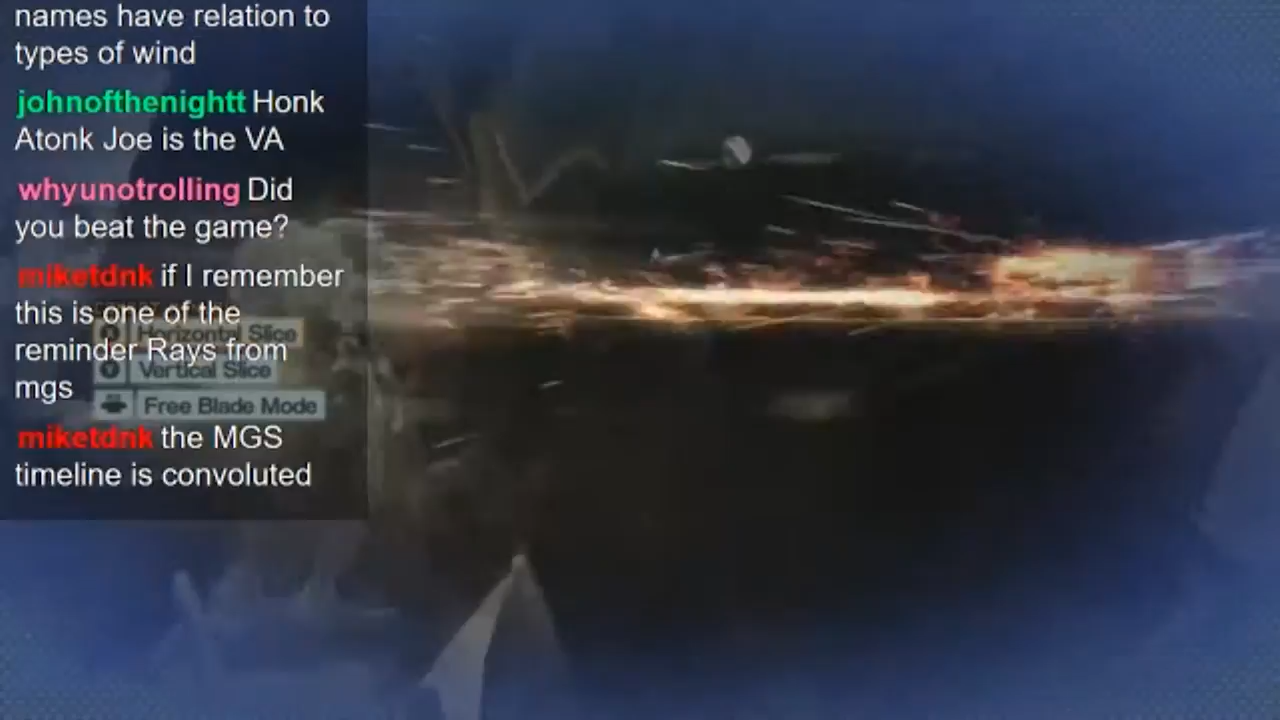 names have relation to
types of wind
johnofthenightt Honk
Atonk Joe is the VA
whyunotrolling Did
you beat the game?
miketdnk if I remember
this is one of the
Horizontal Slice
reminder Rays from
Vertical Slice
mgs
Free Blade Mode
miketdnk the MGS
timeline is convoluted